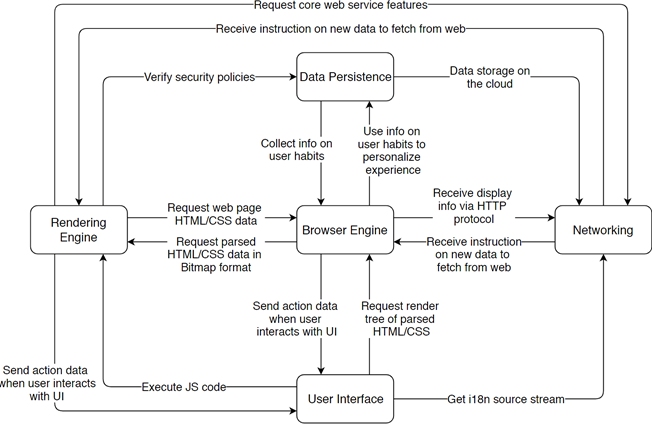 Request core web service features
Receive instruction on new data to fetch from web
Verify security policies
Data Persistence
Data storage on
the cloud
Collect info on
user habits
Use info on
user habits to
personalize
experience
Request web page
HTML/CSS data
Receive display
info via HTTP
protocol
Rendering
Engine
Browser Engine
Networking
Request parsed
HTML/CSS data in
Bitmap format
Receive instruction
on new data to
fetch from web
Send action data
when user
interacts with UI
Request render
tree of parsed
HTML/CSS
Send action data
when user interacts
with UI
Execute JS code
User Interface
Get i18n source stream